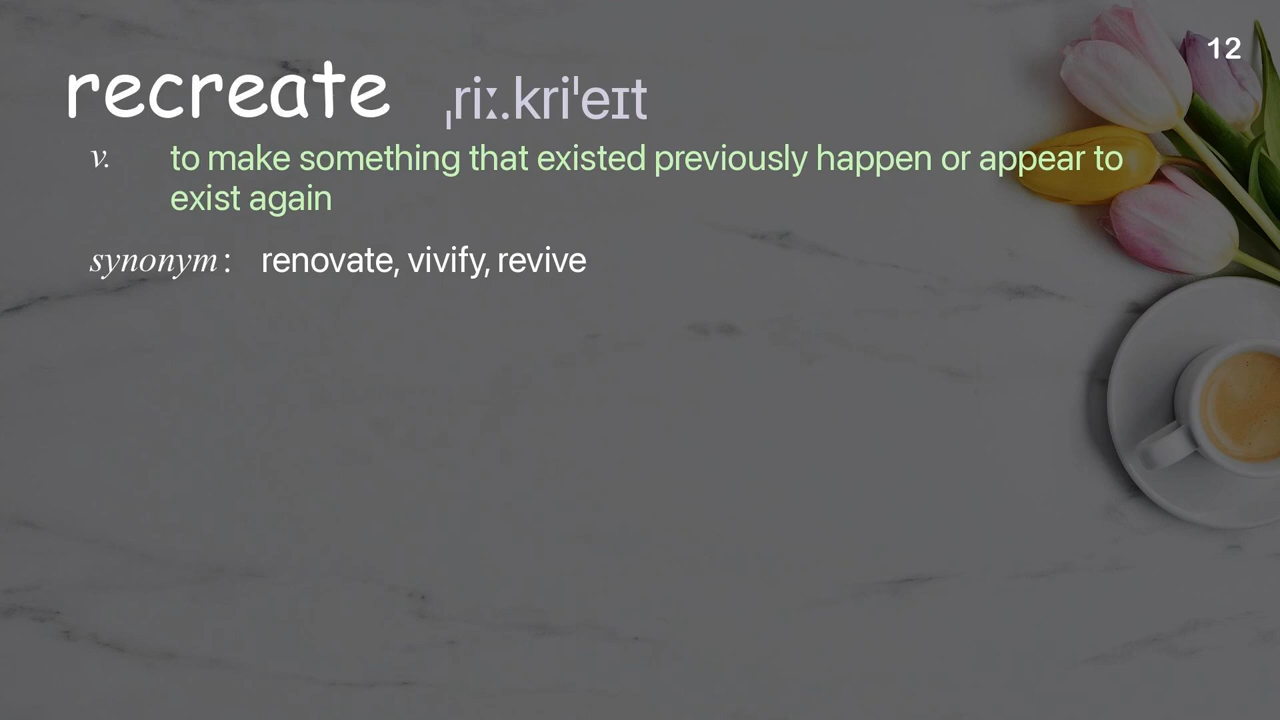 12
recreate ˌriː.kriˈeɪt
v. to make something that existed previously happen or appear to
exist again
synonym : renovate, vivify, revive